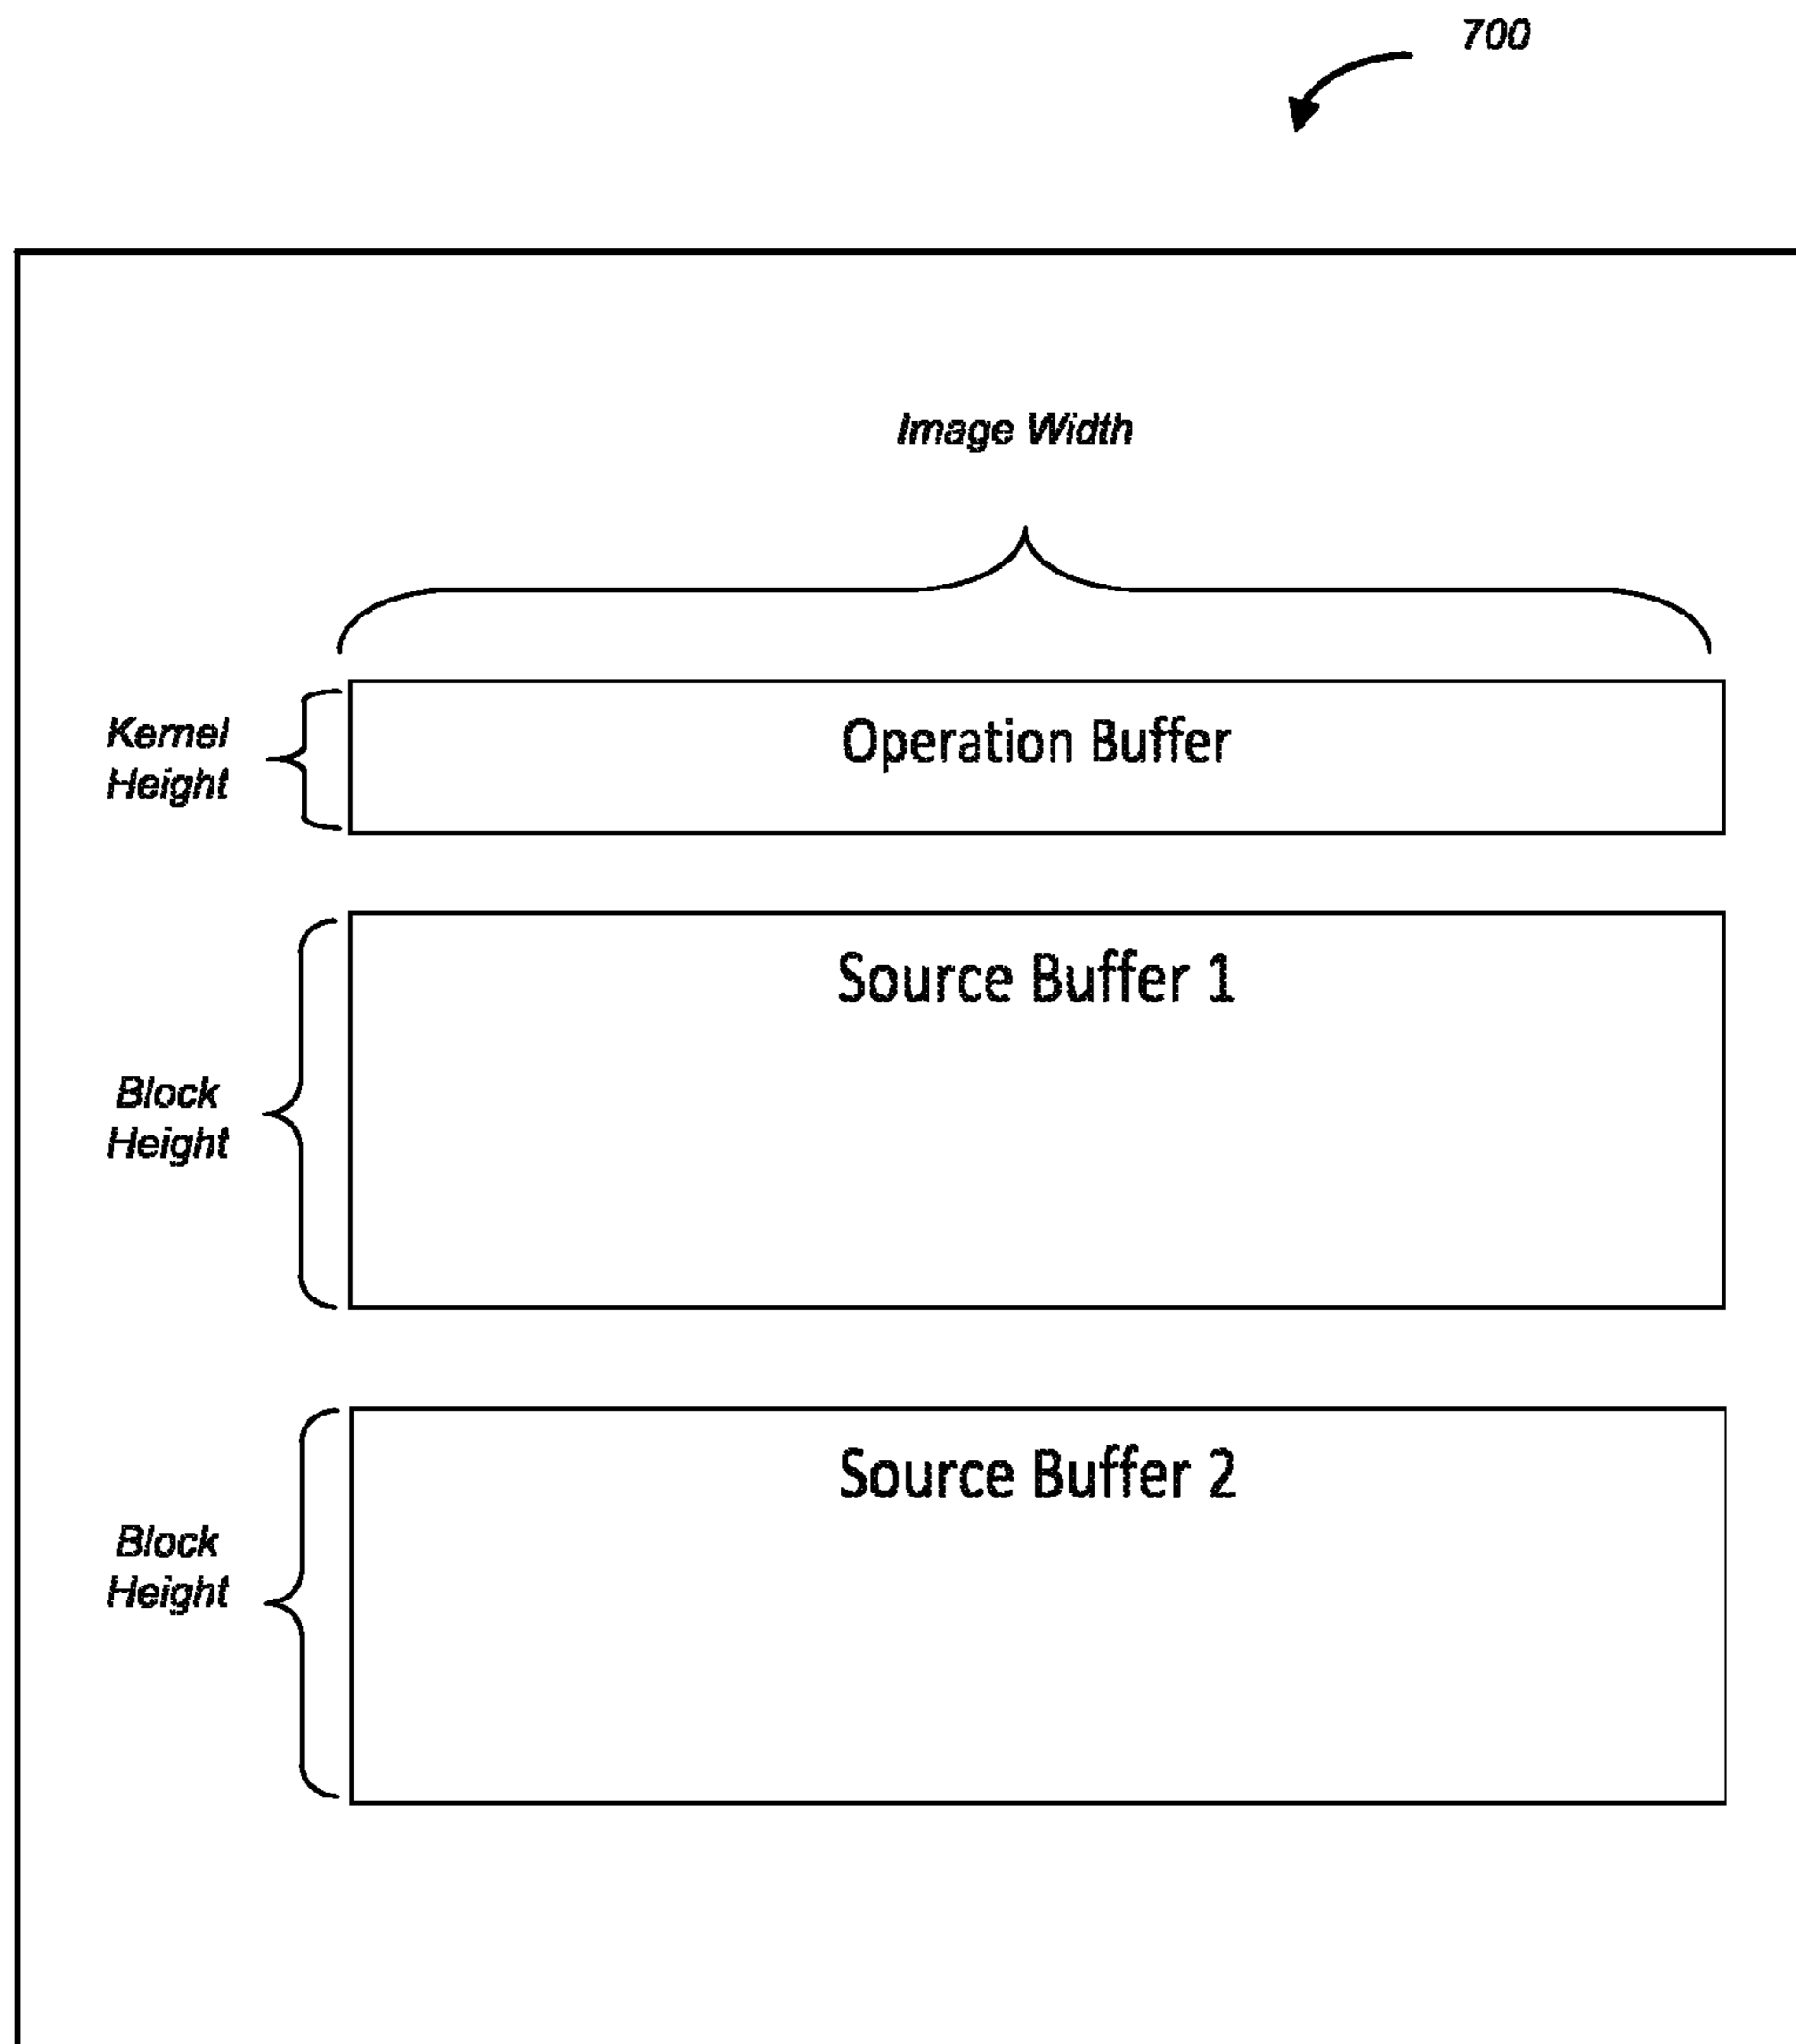 700
Image Width
Kernel
Height
Operation Buffer
Source Buffer 1
Block
Height
Source Buffer 2
Block
Height